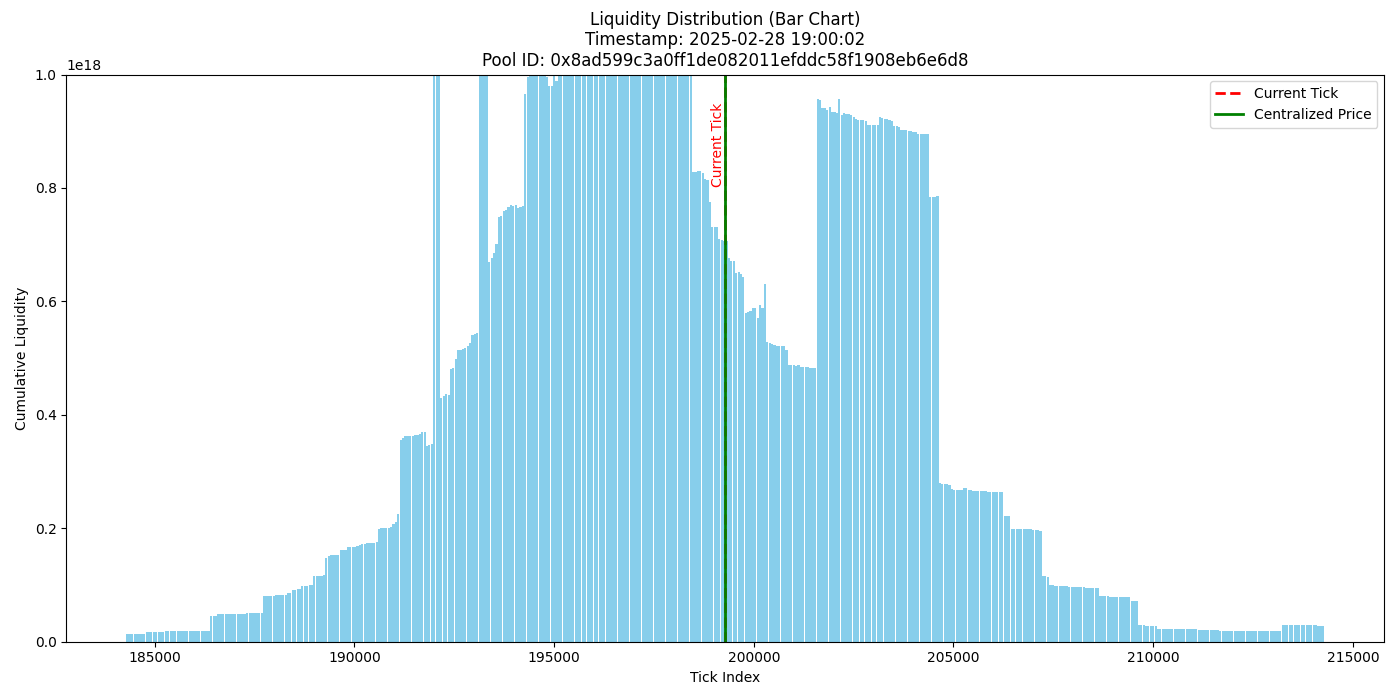 Liquidity Distribution (Bar Chart)
Timestamp: 2025-02-28 19:00:02
Pool ID: 0x8ad599c3a0ff1de082011efddc58f1908eb6e6d8
1e18
1.0
0.8
0.6
0.4
0.2
0.0
Cumulative Liquidity
Current Tick
Current Tick
Centralized Price
185000 190000 195000 200000 205000 210000 215000
Tick Index